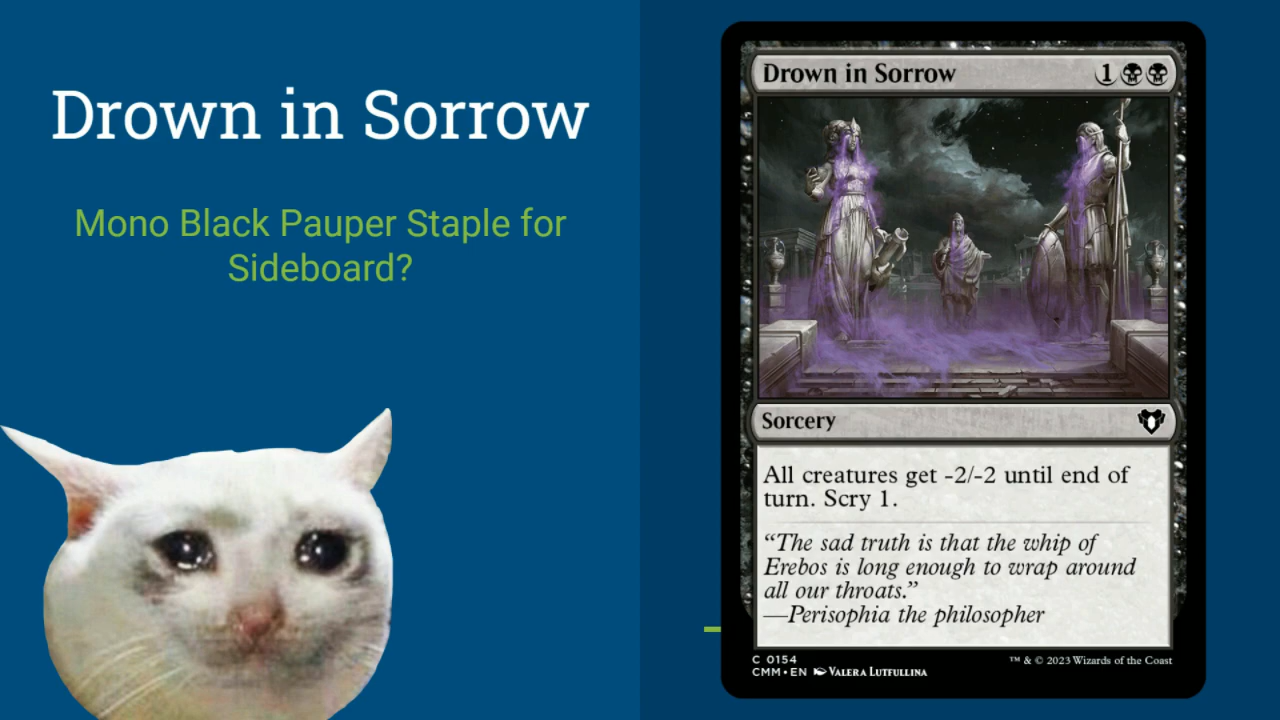 Drown in Sorrow
Mono Black Pauper Staple for
Sideboard?
Drown in Sorrow 1
Sorcery
All creatures get -2/-2 until end of
turn. Scry 1.
“The sad truth is that the whip of
Erebos is long enough to wrap around
all our throats.”
—Perisophia the philosopher
C 0154
CMM•EN VALERA LUTFULLINA
™ & © 2023 Wizards of the Coast